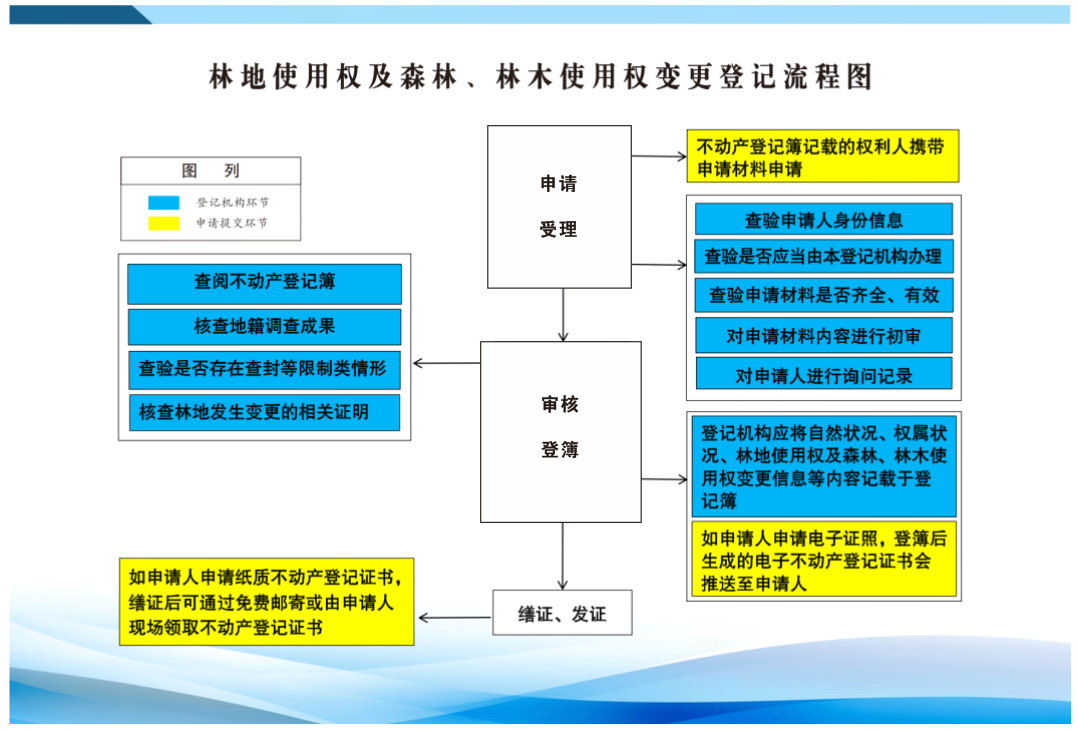 林地使用权及森林、林木使用权变更登记流程图
图 列
登记机构环节
申请提交环节
申请
受理
不动产登记簿记载的权利人携带
申请材料申请
查验申请人身份信息
查验是否应当由本登记机构办理
查验申请材料是否齐全、有效
对申请材料内容进行初审
对申请人进行询问记录
查阅不动产登记簿
核查地籍调查成果
查验是否存在查封等限制类情形
核查林地发生变更的相关证明
审核
登簿
登记机构应将自然状况、权属状
况、林地使用权及森林、林木使
用权变更信息等内容记载于登
记簿
如申请人申请电子证照，登簿后
生成的电子不动产登记证书会
推送至申请人
缮证、发证
如申请人申请纸质不动产登记证书，
缮证后可通过免费邮寄或由申请人
现场领取不动产登记证书